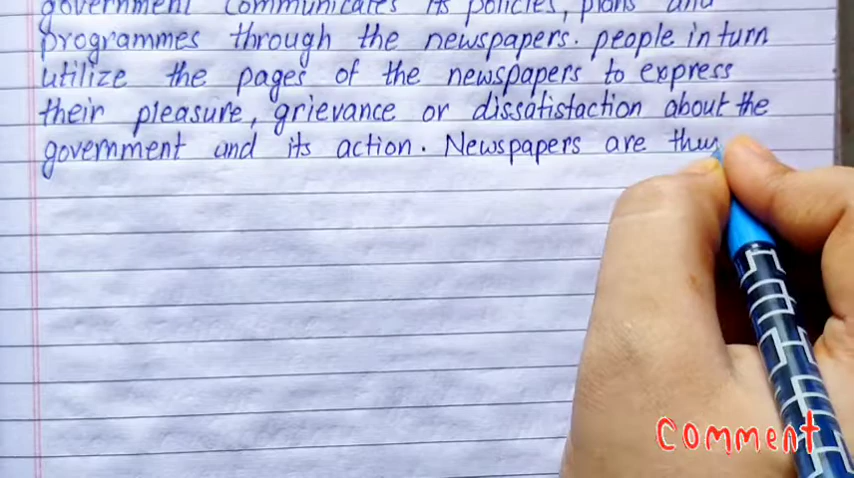 government communicates its policies, plans and
programmes through the newspapers. people in turn
utilize the pages of the newspapers to express
their pleasure, grievance or dissatistaction about the
government and its action. Newspapers are thus
Comment